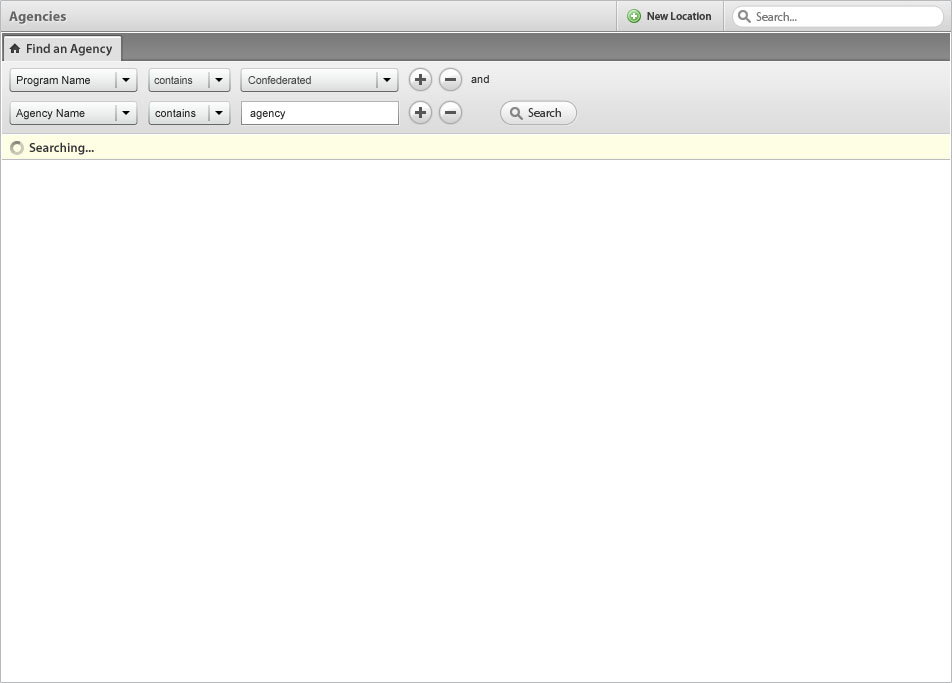 Agencies New Location Search...
Find an Agency
Program Name contains Confederated and
Agency Name contains agency Search
Searching...